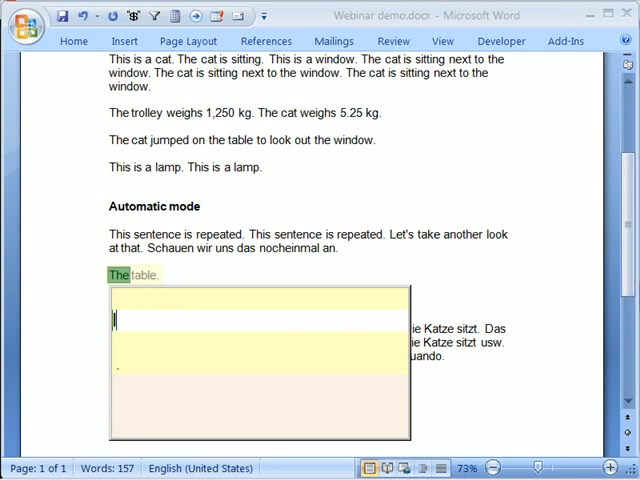 Webinar demo.docx - Microsoft Word
Home Insert Page Layout References Mailings Review View Developer Add-Ins
This is a cat. The cat is sitting. This is a window. The cat is sitting next to the
window. The cat is sitting next to the window. The cat is sitting next to the
window.
The trolley weighs 1,250 kg. The cat weighs 5.25 kg.
The cat jumped on the table to look out the window.
This is a lamp. This is a lamp.
Automatic mode
This sentence is repeated. This sentence is repeated. Let's take another look
at that. Schauen wir uns das nocheinmal an.
The table.
ie Katze sitzt. Das
ie Katze sitzt usw.
uando.
.
Page: 1 of 1 Words: 157 English (United States) 73%